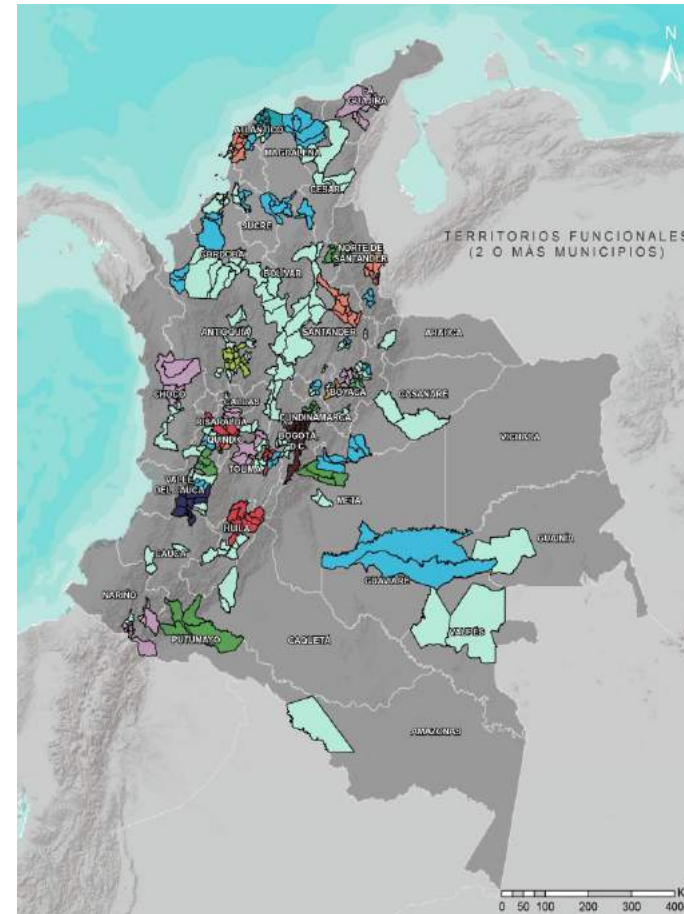 N
LA
GUAJIRA
ATLÁNTICO
MAGDALENA
CESAR
SUCRE
TERRITORIOS FUNCIONALES
(2 O MÁS MUNICIPIOS)
NORTE DE
SANTANDER
CÓRDOBA
BOLÍVAR
ANTIOQUIA
SANTANDER
ARAUCA
CHOCÓ
BOYACÁ
CASANARE
CALDAS
CUNDINAMARCA
RISARALDA
VICHADA
QUINDÍO
BOGOTÁ
D.C.
TOLIMA
VALLE
DEL CAUCA
META
HUILA
GUAINÍA
CAUCA
GUAVIARE
NARIÑO
VAUPÉS
PUTUMAYO
CAQUETÁ
AMAZONAS
K
0 50 100 200 300 400